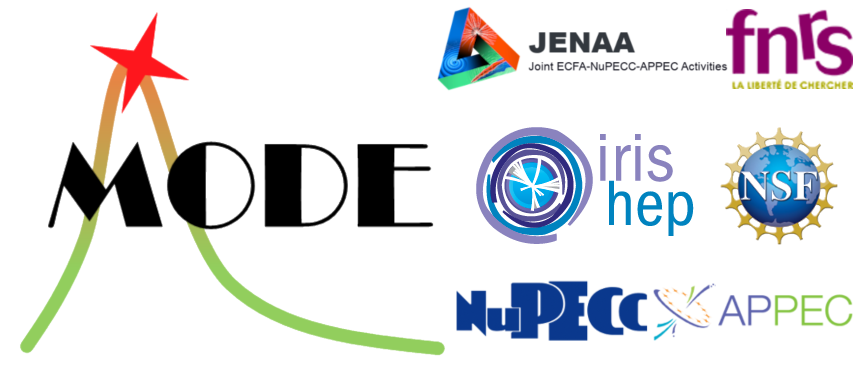 MODE
JENAA
Joint ECFA-NuPECC-APPEC Activities
fnrs
LA LIBERTÉ DE CHERCHER
iris
hep
NSF
NuPECC
APPEC